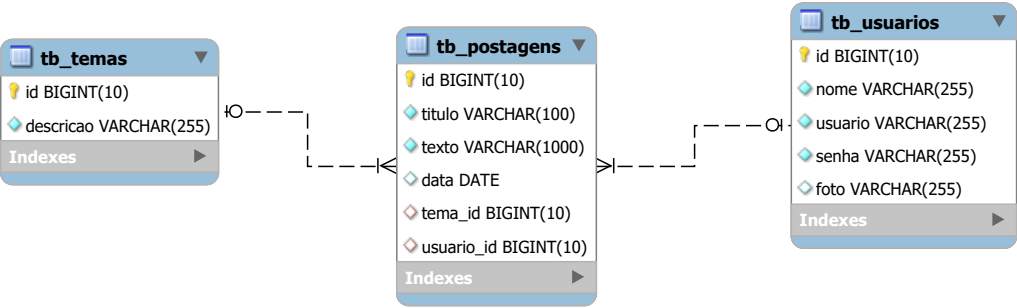 tb_temas
id BIGINT(10)
descricao VARCHAR(255)
Indexes
tb_postagens
id BIGINT(10)
titulo VARCHAR(100)
texto VARCHAR(1000)
data DATE
tema_id BIGINT(10)
usuario_id BIGINT(10)
Indexes
tb_usuarios
id BIGINT(10)
nome VARCHAR(255)
usuario VARCHAR(255)
senha VARCHAR(255)
foto VARCHAR(255)
Indexes